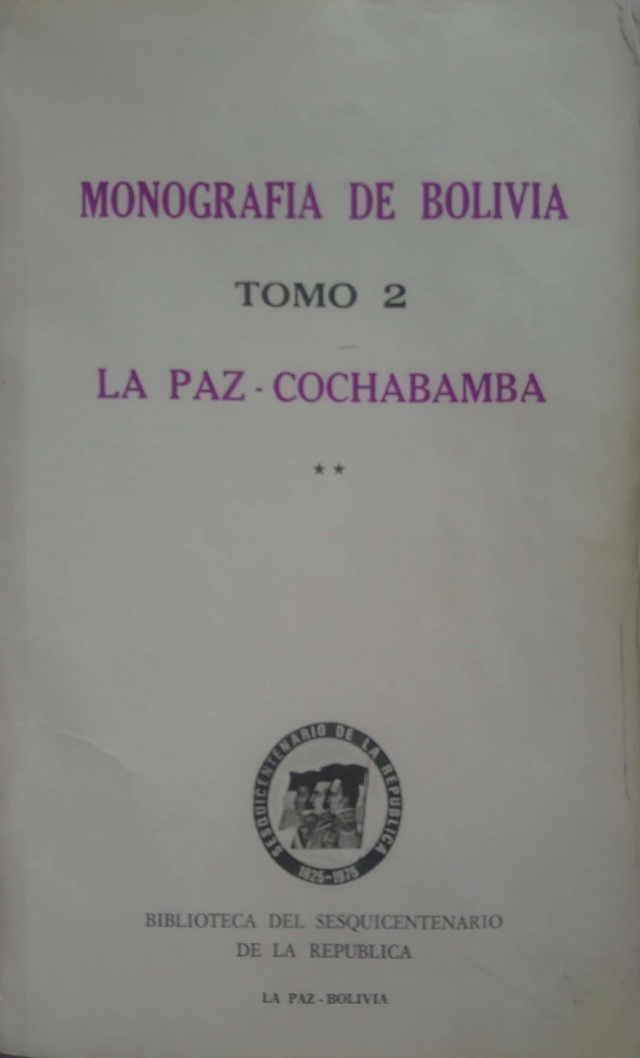 MONOGRAFIA DE BOLIVIA
TOMO 2
LA PAZ - COCHABAMBA
★★
SESQUICENTENARIO DE LA REPUBLICA
1825-1975
BIBLIOTECA DEL SESQUICENTENARIO
DE LA REPUBLICA
LA PAZ - BOLIVIA